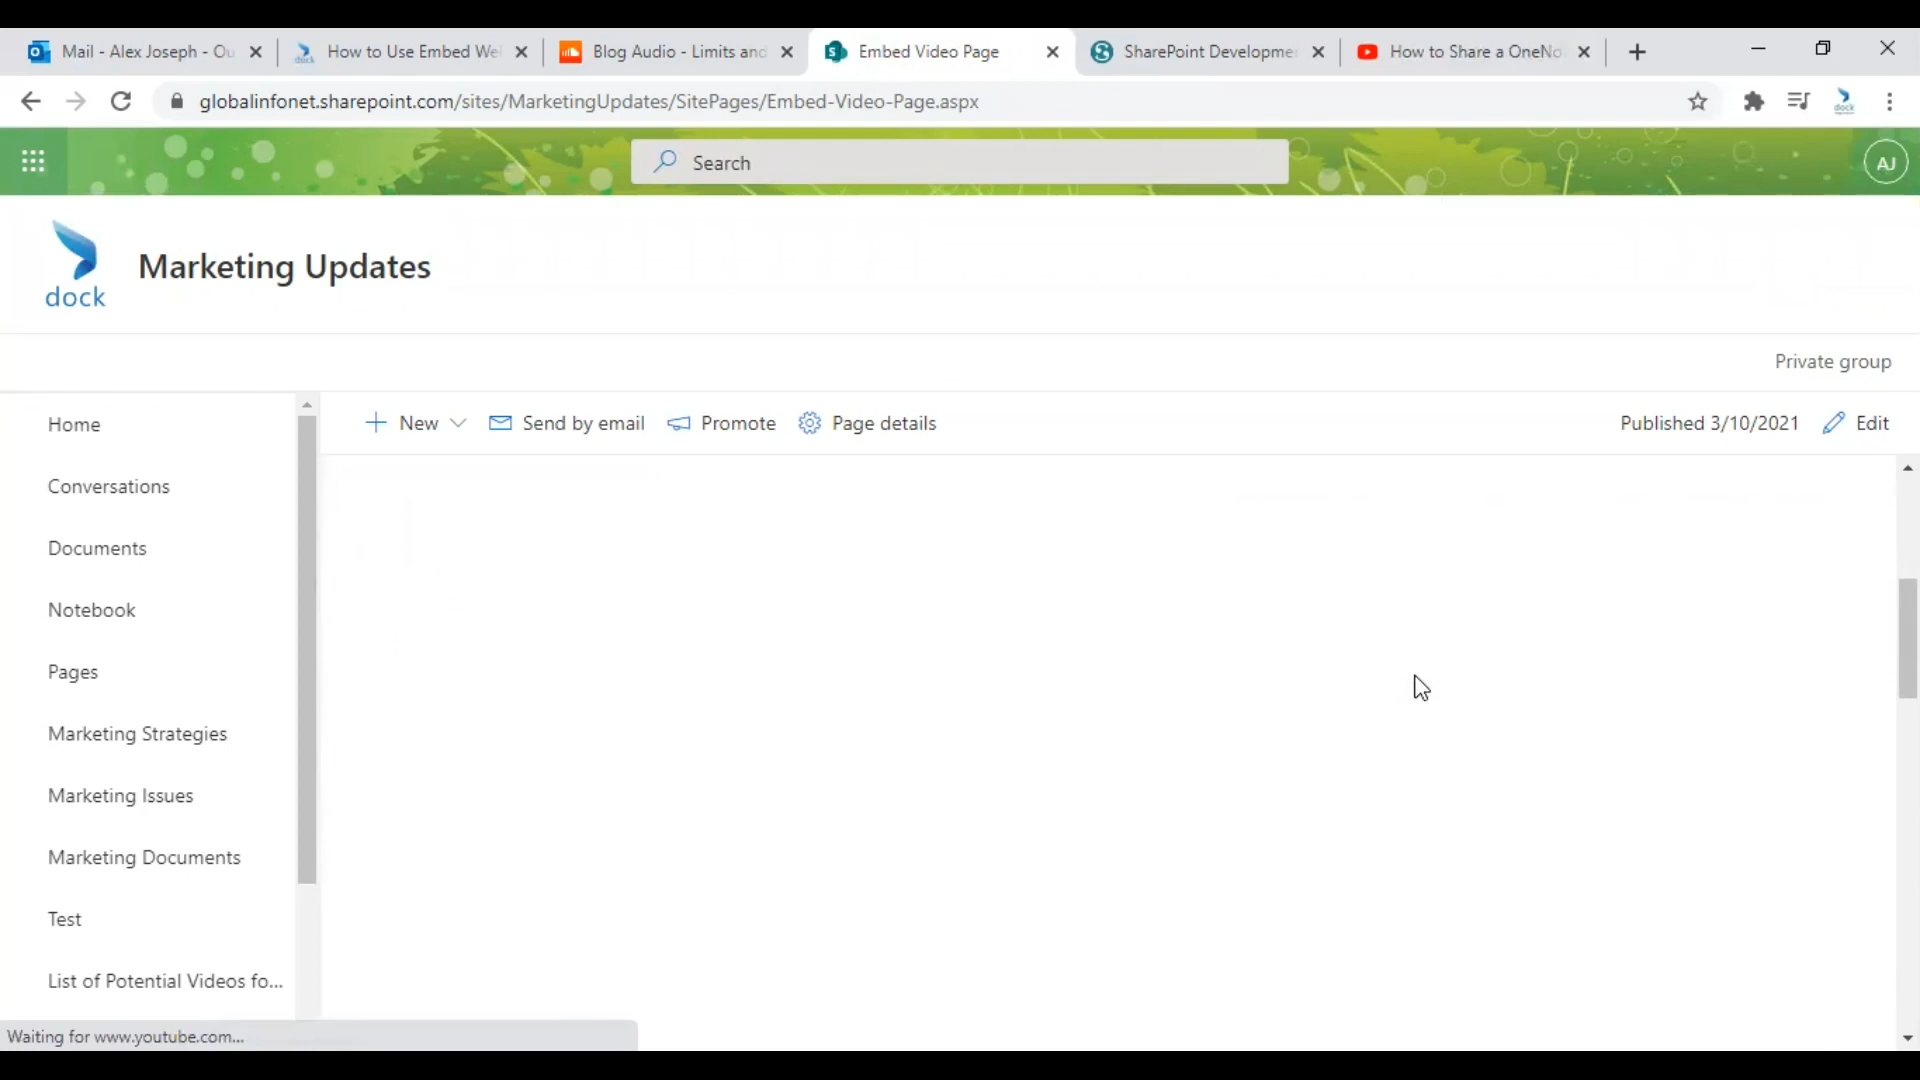 Mail - Alex Joseph - Ou
How to Use Embed We
Blog Audio - Limits and
Embed Video Page
SharePoint Developme
How to Share a OneNo
globalinfonet.sharepoint.com/sites/MarketingUpdates/SitePages/Embed-Video-Page.aspx
dock
Search
AJ
dock
Marketing Updates
Private group
New
Send by email
Promote
Page details
Published 3/10/2021
Edit
Home
Conversations
Documents
Notebook
Pages
Marketing Strategies
Marketing Issues
Marketing Documents
Test
List of Potential Videos fo...
Waiting for www.youtube.com...